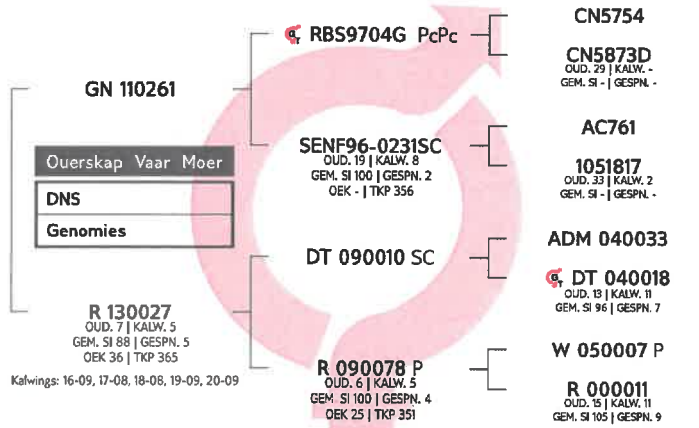 GN 110261
Ouerskap Vaar Moer
DNS
Genomies
R 130027
OUD. 7 | KALW. 5
GEM. SI 88 | GESPN. 5
OEK 36 | TKP 365
Kalwings: 16-09, 17-08, 18-08, 19-09, 20-09
RBS9704G PcPc
SENF96-0231SC
OUD. 19 | KALW. 8
GEM. SI 100 | GESPN. 2
OEK - | TKP 356
DT 090010 SC
R 090078 P
OUD. 6 | KALW. 5
GEM. SI 100 | GESPN. 4
OEK 25 | TKP 351
CN5754
CN5873D
OUD. 29 | KALW. -
GEM. SI - | GESPN. -
AC761
1051817
OUD. 33 | KALW. 2
GEM. SI - | GESPN. -
ADM 040033
DT 040018
OUD. 13 | KALW. 11
GEM. SI 96 | GESPN. 7
W 050007 P
R 000011
OUD. 15 | KALW. 11
GEM. SI 105 | GESPN. 9